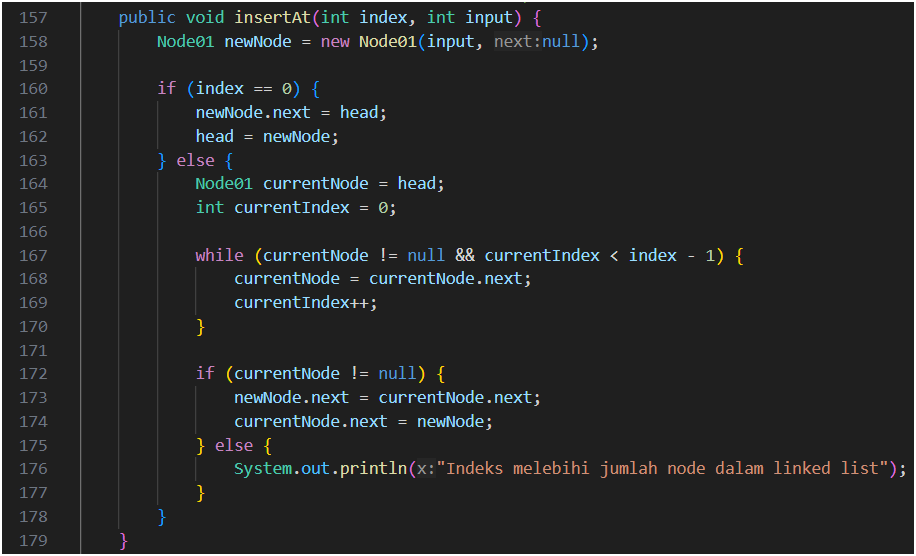 157 public void insertAt(int index, int input) {
158 Node01 newNode = new Node01(input, next:null);
159
160 if (index == 0) {
161 newNode.next = head;
162 head = newNode;
163 } else {
164 Node01 currentNode = head;
165 int currentIndex = 0;
166
167 while (currentNode != null && currentIndex < index - 1) {
168 currentNode = currentNode.next;
169 currentIndex++;
170 }
171
172 if (currentNode != null) {
173 newNode.next = currentNode.next;
174 currentNode.next = newNode;
175 } else {
176 System.out.println(x:"Indeks melebihi jumlah node dalam linked list");
177 }
178 }
179 }